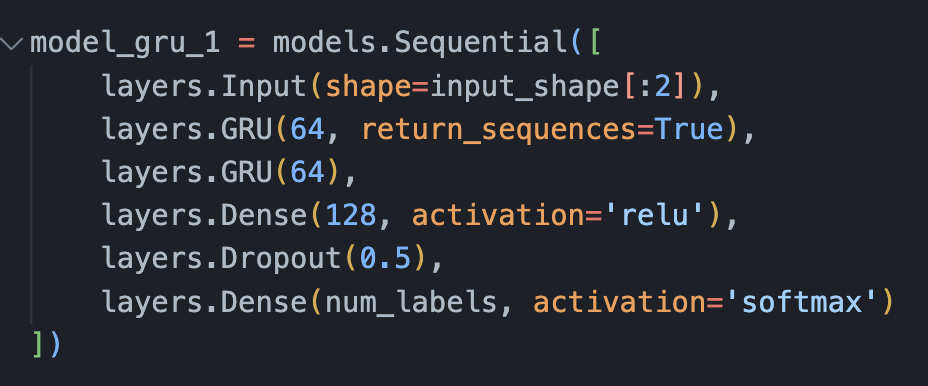 model_gru_1 = models.Sequential([
    layers.Input(shape=input_shape[:2]),
    layers.GRU(64, return_sequences=True),
    layers.GRU(64),
    layers.Dense(128, activation='relu'),
    layers.Dropout(0.5),
    layers.Dense(num_labels, activation='softmax')
])